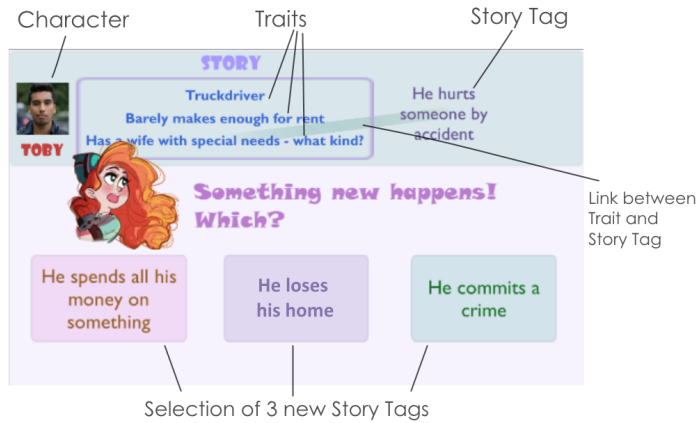 Character
Traits
Story Tag
STORY
Truckdriver
Barely makes enough for rent
Has a wife with special needs - what kind?
He hurts
someone by
accident
TOBY
Link between
Trait and
Story Tag
Something new happens!
Which?
He spends all his
money on
something
He loses
his home
He commits a
crime
Selection of 3 new Story Tags